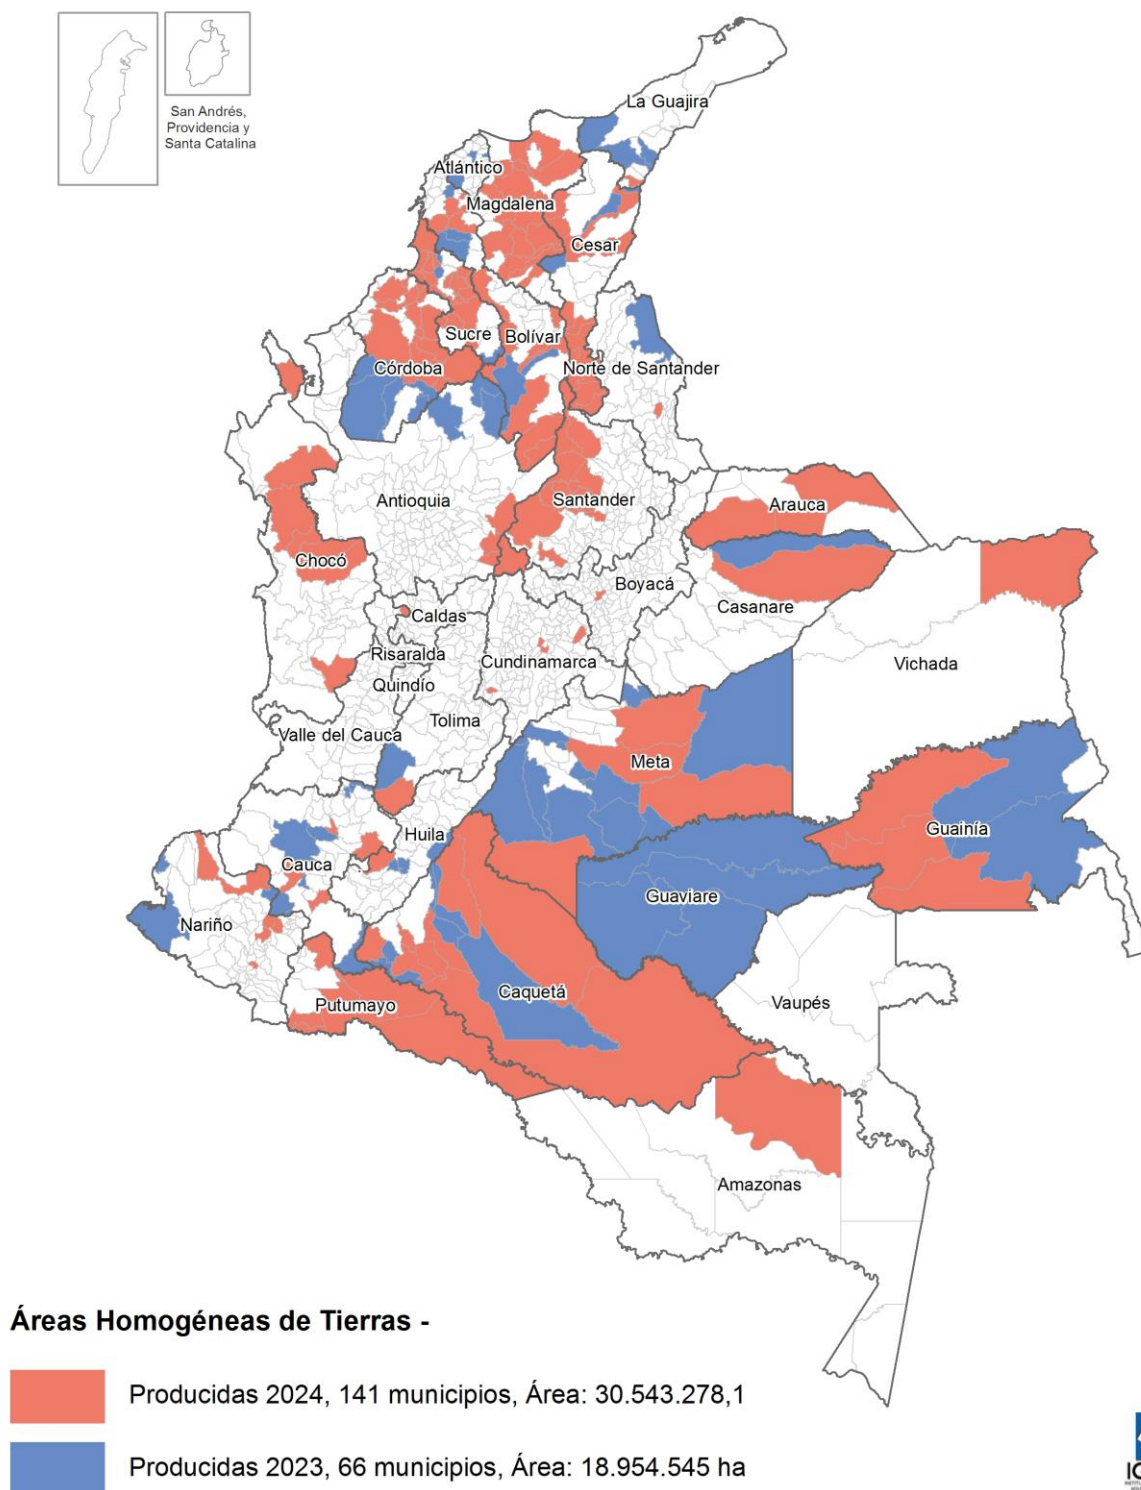 San Andrés,
Providencia y
Santa Catalina
La Guajira
Atlántico
Magdalena
Cesar
Sucre
Bolívar
Córdoba
Norte de Santander
Antioquia
Santander
Arauca
Chocó
Boyacá
Casanare
Caldas
Vichada
Risaralda
Cundinamarca
Quindío
Tolima
Valle del Cauca
Meta
Huila
Guainía
Cauca
Guaviare
Nariño
Caquetá
Vaupés
Putumayo
Amazonas
Áreas Homogéneas de Tierras -
Producidas 2024, 141 municipios, Área: 30.543.278,1
Producidas 2023, 66 municipios, Área: 18.954.545 ha